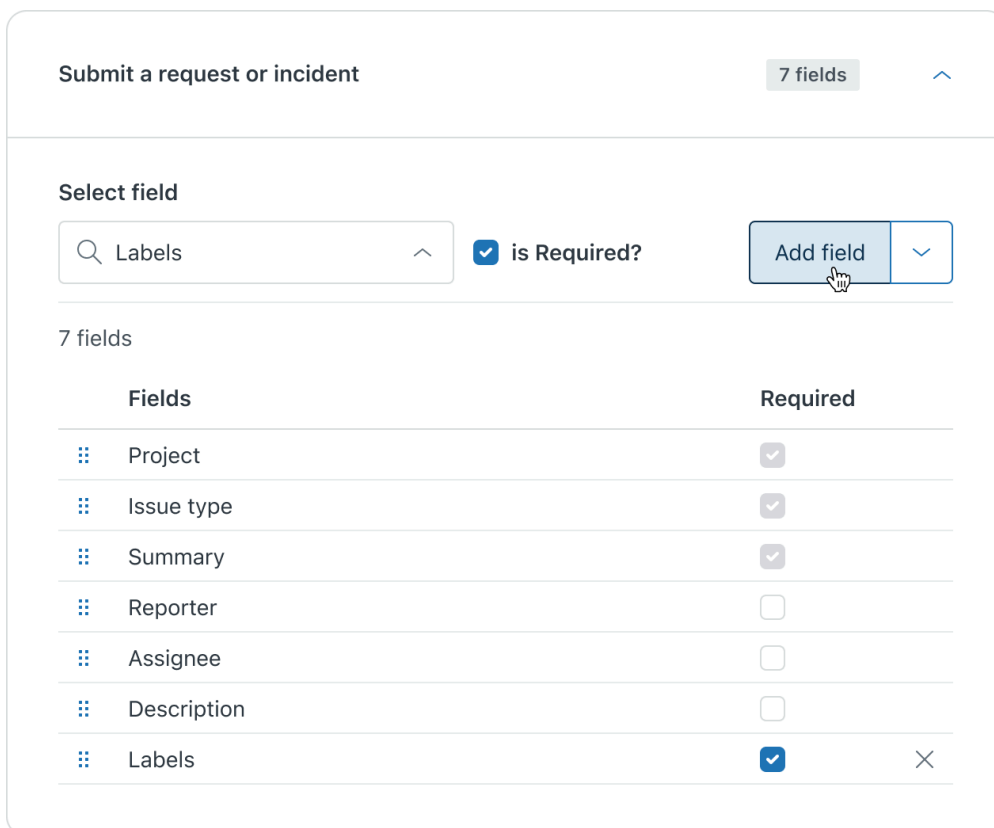 Submit a request or incident 7 fields
Select field
Labels is Required? Add field
7 fields
Fields Required
Project
Issue type
Summary
Reporter
Assignee
Description
Labels